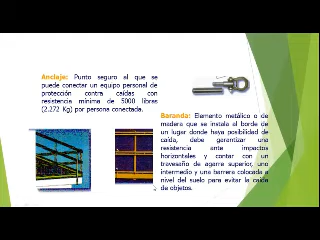 Anclaje: Punto seguro al que se
puede conectar un equipo personal de
protección contra caídas con
resistencia mínima de 5000 libras
(2.272 Kg) por persona conectada.
Baranda: Elemento metálico o de
madera que se instala al borde de
un lugar donde haya posibilidad de
caída, debe garantizar una
resistencia ante impactos
horizontales y contar con un
travesaño de agarre superior, uno
intermedio y una barrera colocada a
nivel del suelo para evitar la caída
de objetos.